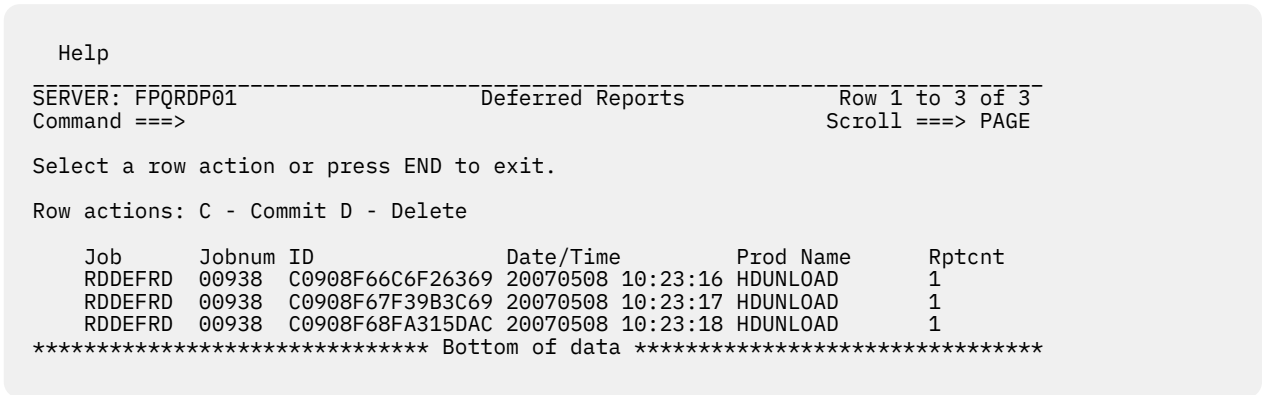 Help
SERVER: FPQRDP01 Deferred Reports Row 1 to 3 of 3
Command ===> Scroll ===> PAGE
Select a row action or press END to exit.
Row actions: C - Commit D - Delete
Job Jobnum ID Date/Time Prod Name Rptcnt
RDDEFRD 00938 C0908F66C6F26369 20070508 10:23:16 HDUNLOAD 1
RDDEFRD 00938 C0908F67F39B3C69 20070508 10:23:17 HDUNLOAD 1
RDDEFRD 00938 C0908F68FA315DAC 20070508 10:23:18 HDUNLOAD 1
******************************* Bottom of data ********************************